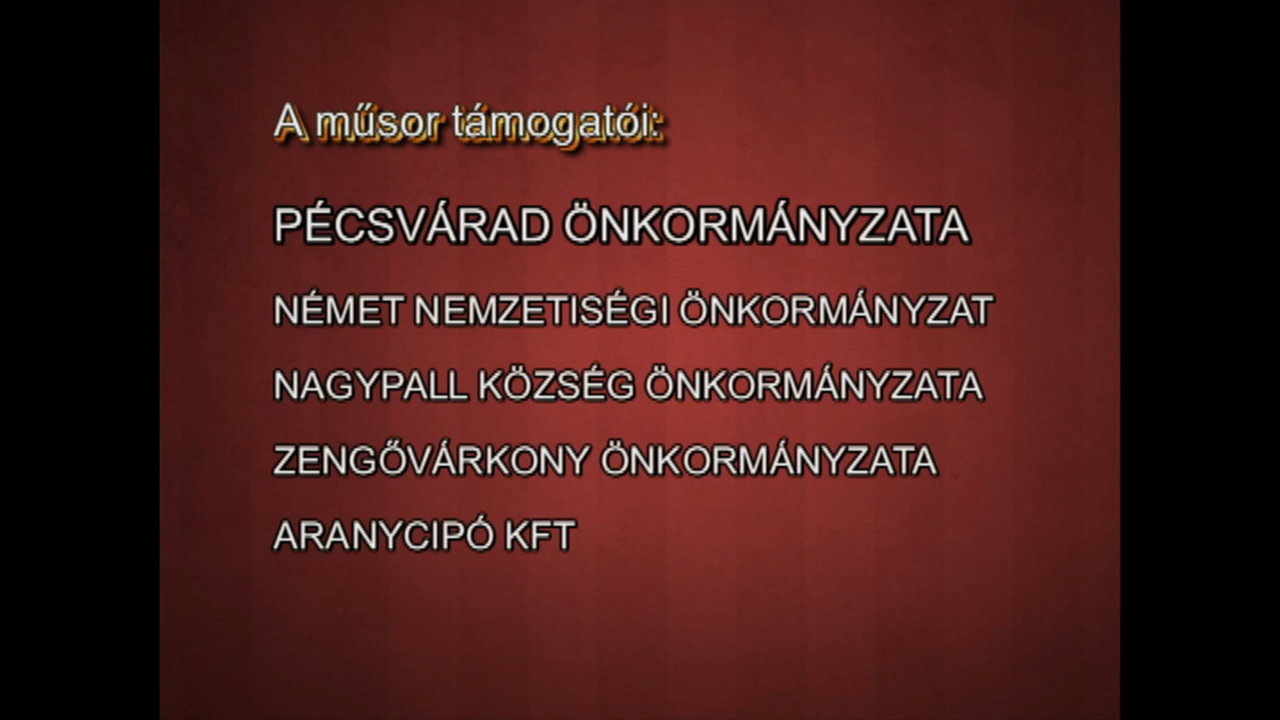 A műsor támogatói:
PÉCSVÁRAD ÖNKORMÁNYZATA
NÉMET NEMZETISÉGI ÖNKORMÁNYZAT
NAGYPALL KÖZSÉG ÖNKORMÁNYZATA
ZENGŐVÁRKONY ÖNKORMÁNYZATA
ARANYCIPÓ KFT